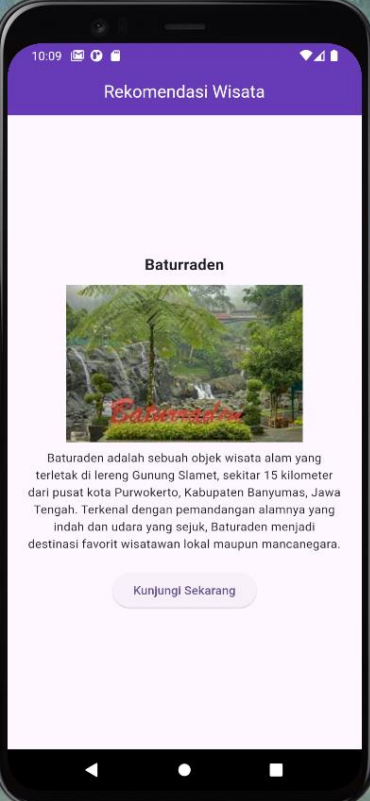 10:09
Rekomendasi Wisata
Baturraden
Baturraden
Baturaden adalah sebuah objek wisata alam yang
terletak di lereng Gunung Slamet, sekitar 15 kilometer
dari pusat kota Purwokerto, Kabupaten Banyumas, Jawa
Tengah. Terkenal dengan pemandangan alamnya yang
indah dan udara yang sejuk, Baturaden menjadi
destinasi favorit wisatawan lokal maupun mancanegara.
Kunjungi Sekarang